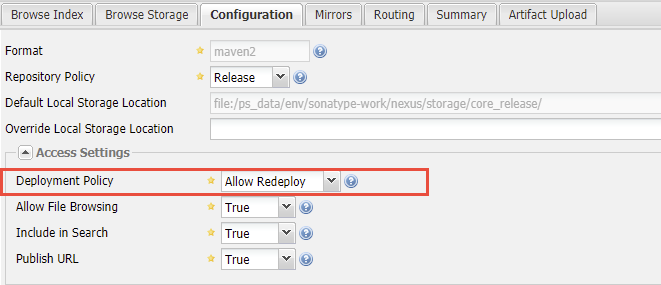 Browse Index Browse Storage Configuration Mirrors Routing Summary Artifact Upload
Format maven2
Repository Policy Release
Default Local Storage Location file:/ps_data/env/sonatype-work/nexus/storage/core_release/
Override Local Storage Location
Access Settings
Deployment Policy Allow Redeploy
Allow File Browsing True
Include in Search True
Publish URL True